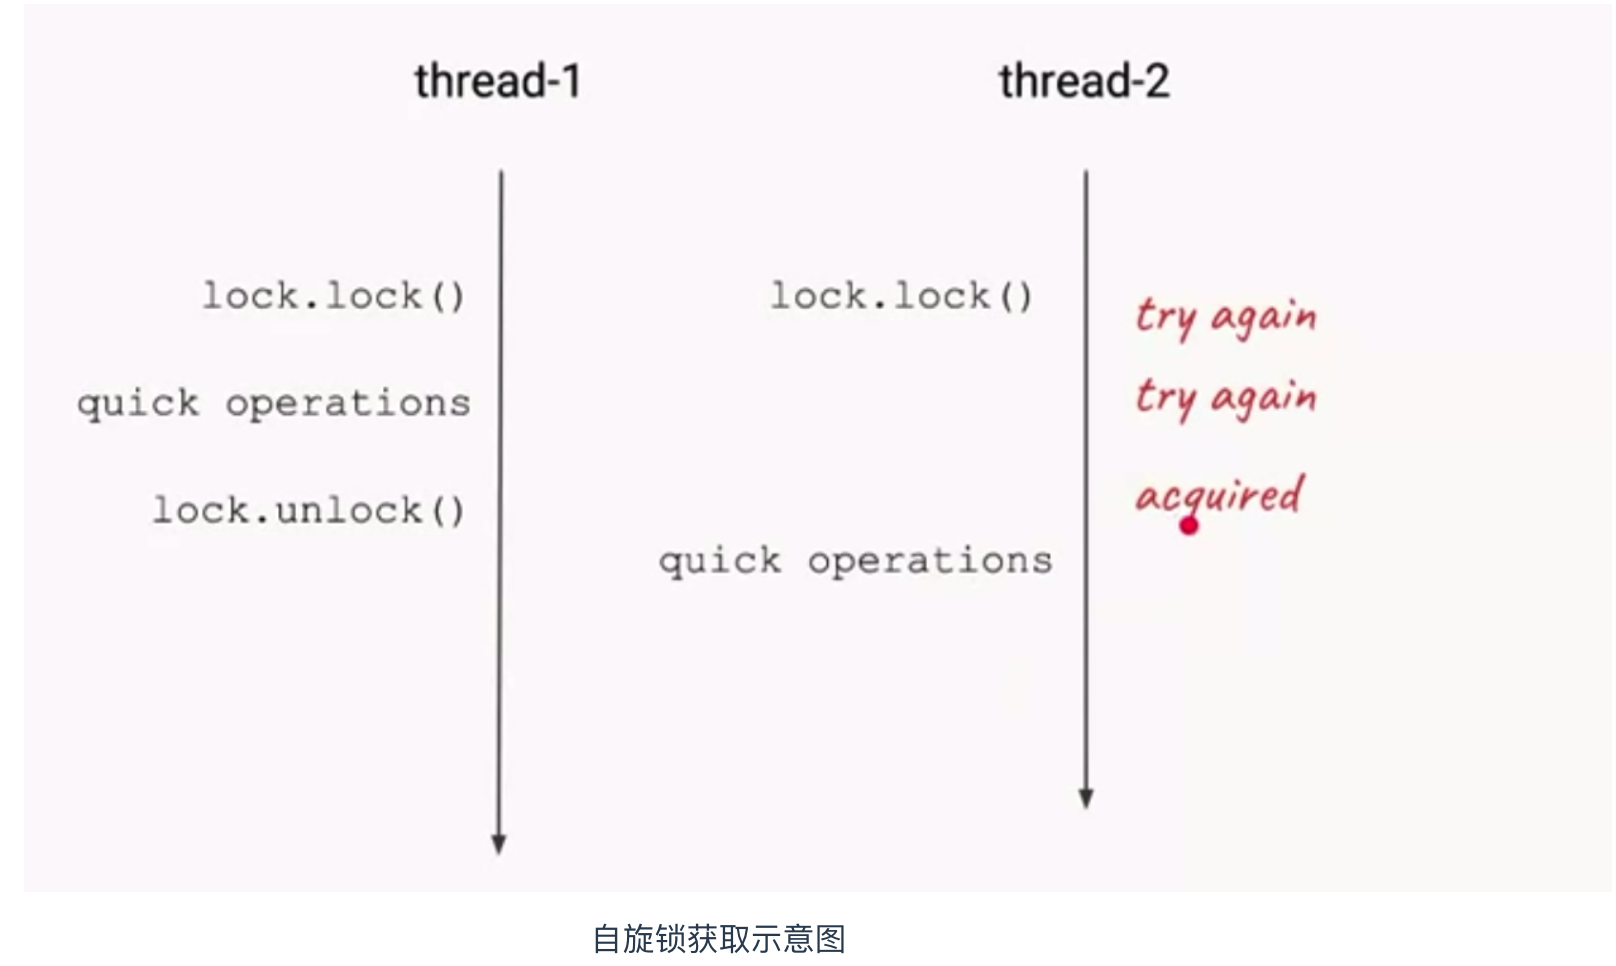 thread-1
thread-2
lock.lock()
lock.lock()
try again
quick operations
try again
lock.unlock()
acquired
quick operations
自旋锁获取示意图